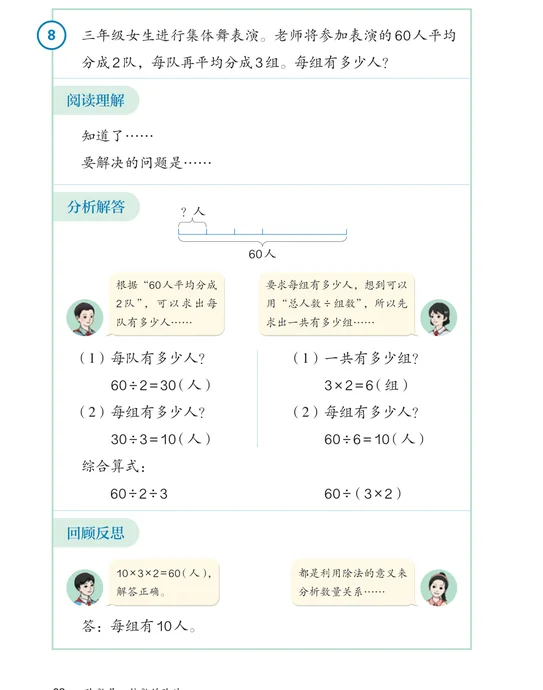 8 三年级女生进行集体舞表演。老师将参加表演的60人平均
分成2队，每队再平均分成3组。每组有多少人？
阅读理解
知道了……
要解决的问题是……
分析解答
？人
60人
根据“60人平均分成
2队”，可以求出每
队有多少人……
要求每组有多少人，想到可以
用“总人数÷组数”，所以先
求出一共有多少组……
（1）每队有多少人？
60÷2=30（人）
（2）每组有多少人？
30÷3=10（人）
（1）一共有多少组？
3×2=6（组）
（2）每组有多少人？
60÷6=10（人）
综合算式：
60÷2÷3
60÷（3×2）
回顾反思
10×3×2=60（人），
解答正确。
都是利用除法的意义来
分析数量关系……
答：每组有10人。